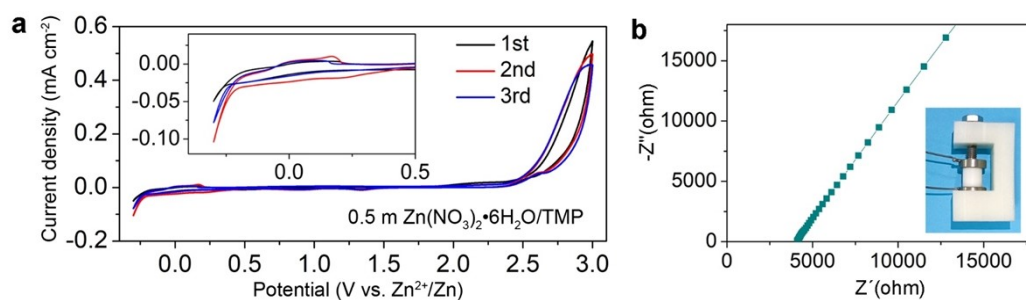 a
Current density (mA cm⁻²)
0.6
0.4
0.2
0.0
-0.2
0.00
-0.05
-0.10
0.0
0.5
1st
2nd
3rd
0.5 m Zn(NO₃)₂•6H₂O/TMP
0.0 0.5 1.0 1.5 2.0 2.5 3.0
Potential (V vs. Zn²⁺/Zn)
b
-Z″(ohm)
15000
10000
5000
0
0 5000 10000 15000
Z′(ohm)